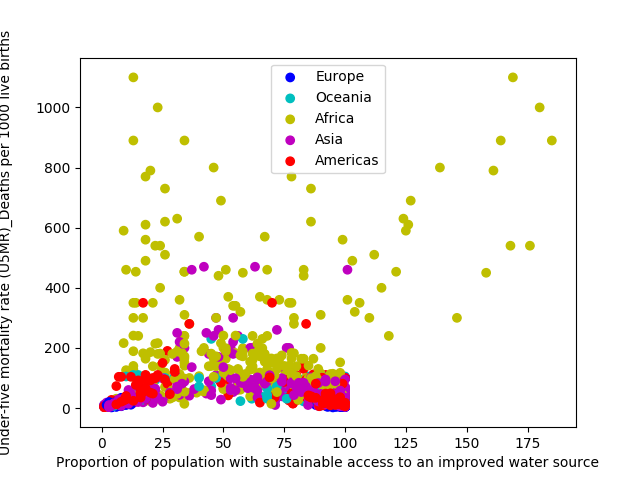 Under-five mortality rate (U5MR)_Deaths per 1000 live births
1000
800
600
400
200
0
Europe
Oceania
Africa
Asia
Americas
0 25 50 75 100 125 150 175
Proportion of population with sustainable access to an improved water source